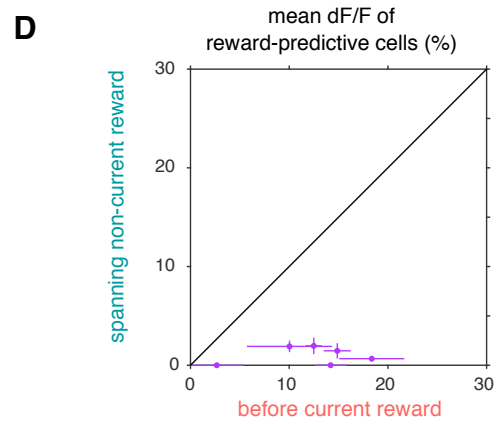 D
mean dF/F of
reward-predictive cells (%)
spanning non-current reward
30
20
10
0
0
10
20
30
before current reward